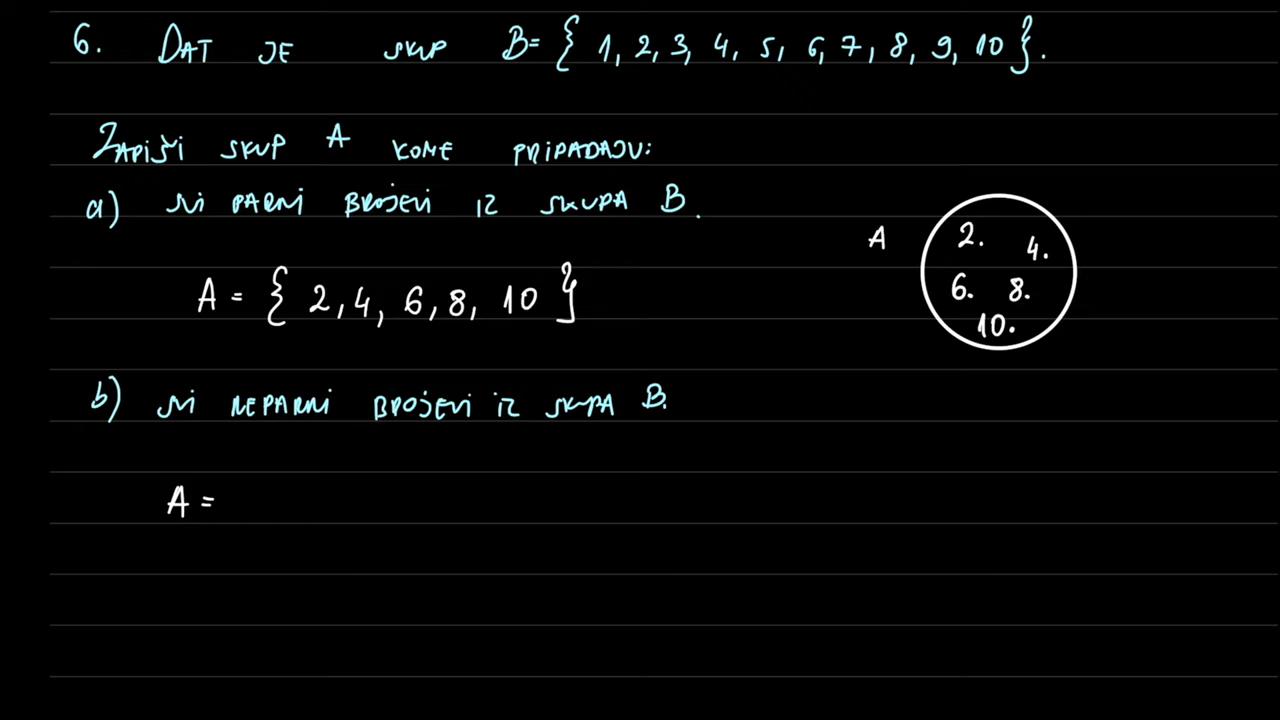 6. DAT JE SKUP B= { 1, 2, 3, 4, 5, 6, 7, 8, 9, 10 }.
ZAPIŠI SKUP A KOME PRIPADAJU:
a) SVI PARNI BROJEVI IZ SKUPA B.
A = { 2, 4, 6, 8, 10 }
A
2. 4.
6. 8.
10.
b) SVI NEPARNI BROJEVI IZ SKUPA B.
A =